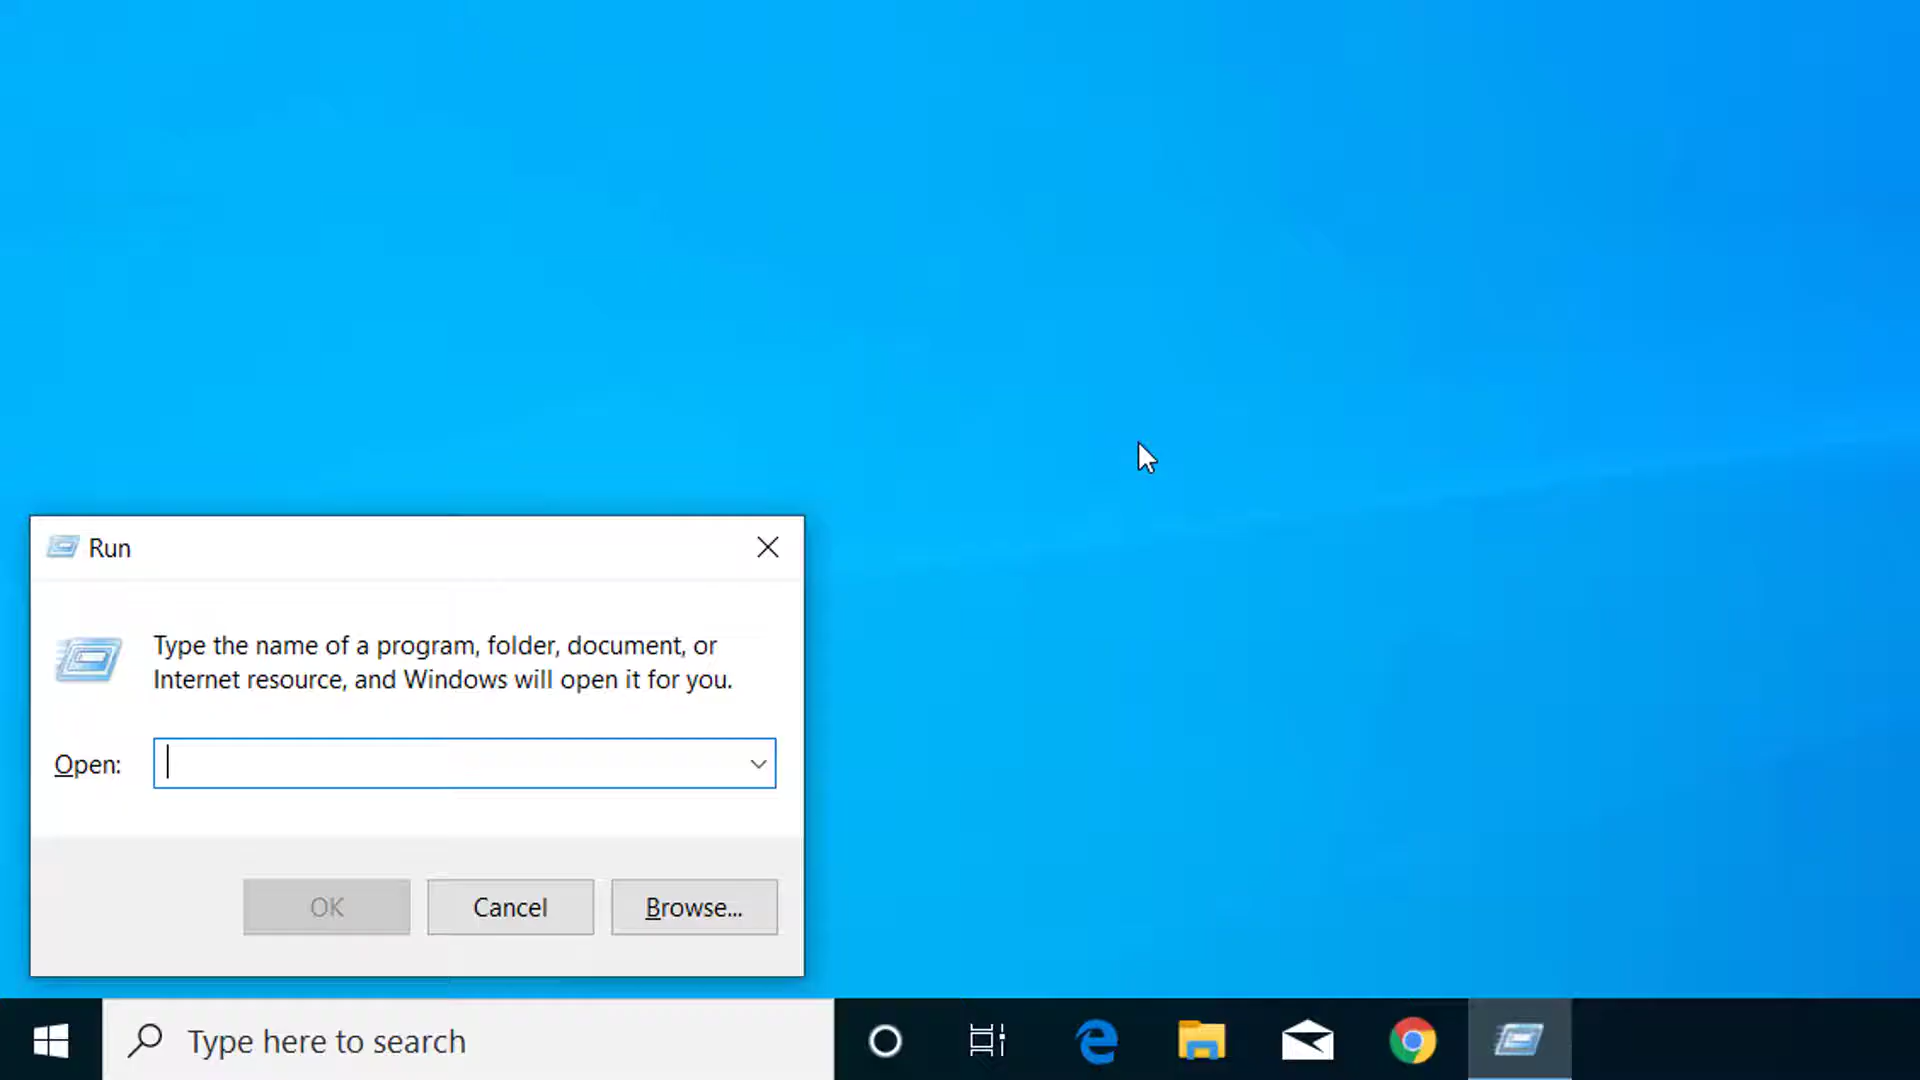 Run
Type the name of a program, folder, document, or
Internet resource, and Windows will open it for you.
Open:
OK
Cancel
Browse...
Type here to search